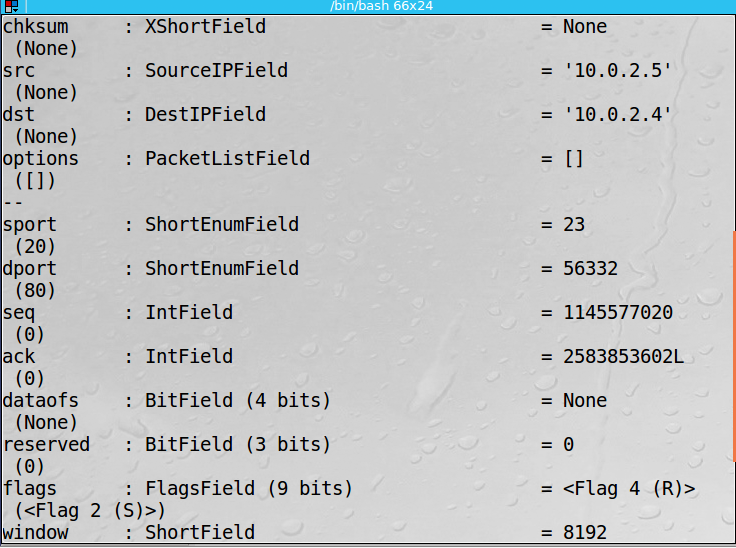 /bin/bash 66x24
chksum : XShortField = None
(None)
src : SourceIPField = '10.0.2.5'
(None)
dst : DestIPField = '10.0.2.4'
(None)
options : PacketListField = []
([])
--
sport : ShortEnumField = 23
(20)
dport : ShortEnumField = 56332
(80)
seq : IntField = 1145577020
(0)
ack : IntField = 2583853602L
(0)
dataofs : BitField (4 bits) = None
(None)
reserved : BitField (3 bits) = 0
(0)
flags : FlagsField (9 bits) = <Flag 4 (R)>
(<Flag 2 (S)>)
window : ShortField = 8192